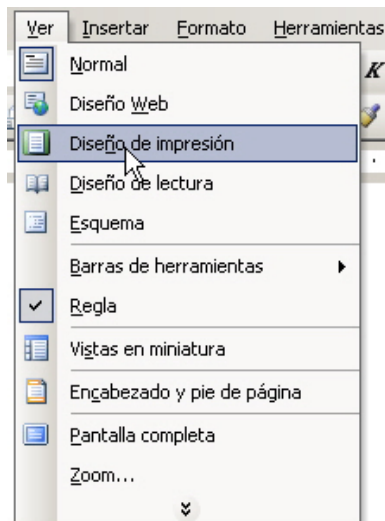 Ver Insertar Formato Herramientas
Normal
K
Diseño Web
Diseño de impresión
Diseño de lectura
Esquema
Barras de herramientas
Regla
Vistas en miniatura
Encabezado y pie de página
Pantalla completa
Zoom...